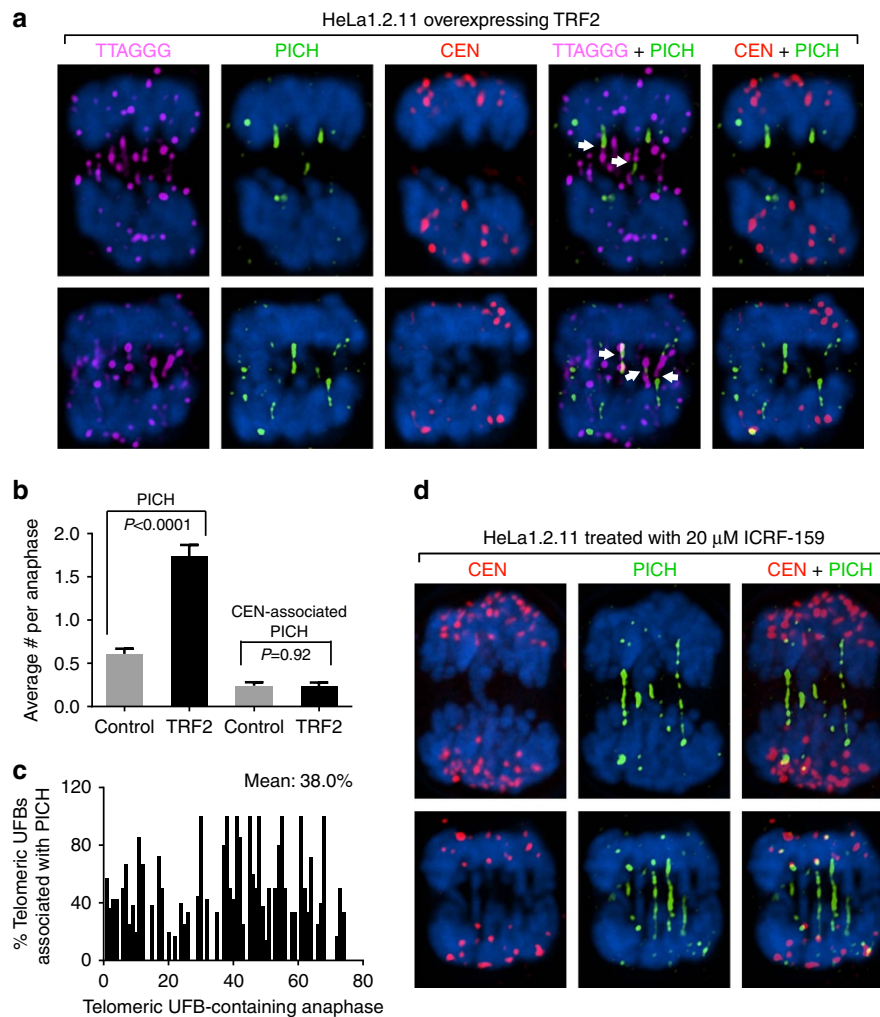 a
HeLa1.2.11 overexpressing TRF2
TTAGGG PICH CEN TTAGGG + PICH CEN + PICH
b
PICH
P<0.0001
CEN-associated
PICH
P=0.92
Average # per anaphase
2.0
1.5
1.0
0.5
0.0
Control TRF2 Control TRF2
c
Mean: 38.0%
% Telomeric UFBs
associated with PICH
120
80
40
0
0 20 40 60 80
Telomeric UFB-containing anaphase
d
HeLa1.2.11 treated with 20 μM ICRF-159
CEN PICH CEN + PICH